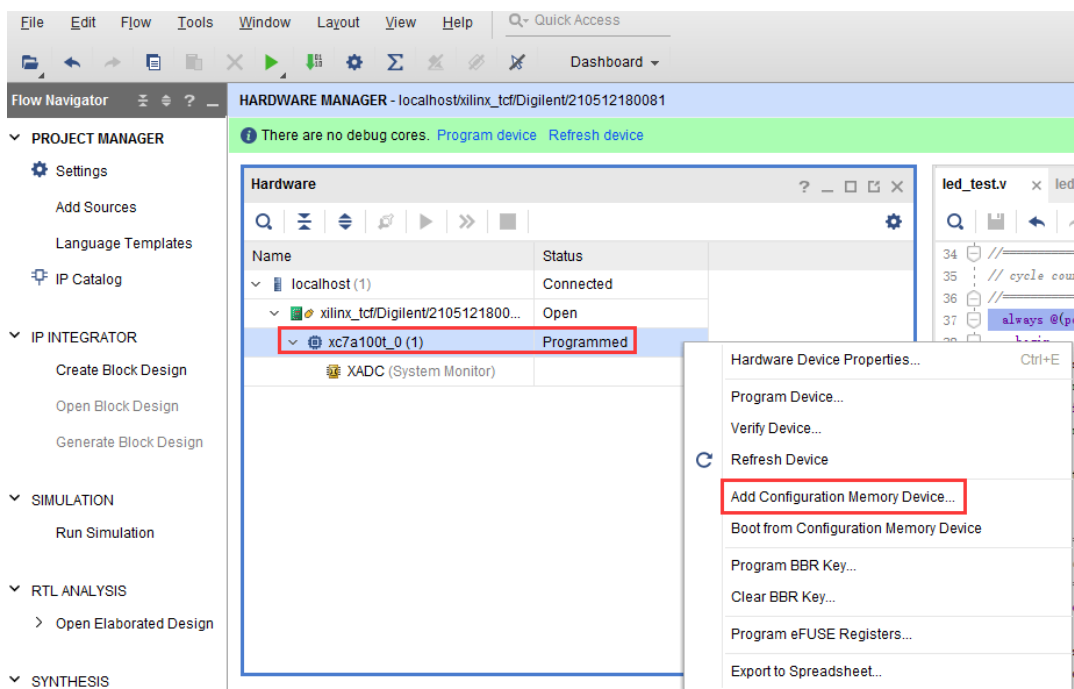 File Edit Flow Tools Window Layout View Help Quick Access
Dashboard
Flow Navigator ? _
HARDWARE MANAGER - localhost/xilinx_tcf/Digilent/210512180081
There are no debug cores. Program device Refresh device
PROJECT MANAGER
Settings
Add Sources
Language Templates
IP Catalog
IP INTEGRATOR
Create Block Design
Open Block Design
Generate Block Design
SIMULATION
Run Simulation
RTL ANALYSIS
Open Elaborated Design
SYNTHESIS
Hardware ? _
Name Status
localhost (1) Connected
xilinx_tcf/Digilent/2105121800... Open
xc7a100t_0 (1) Programmed
XADC (System Monitor)
led_test.v led
34 //
35 // cycle cou
36 //
37 always @(po
Hardware Device Properties... Ctrl+E
Program Device...
Verify Device...
Refresh Device
Add Configuration Memory Device...
Boot from Configuration Memory Device
Program BBR Key...
Clear BBR Key...
Program eFUSE Registers...
Export to Spreadsheet...